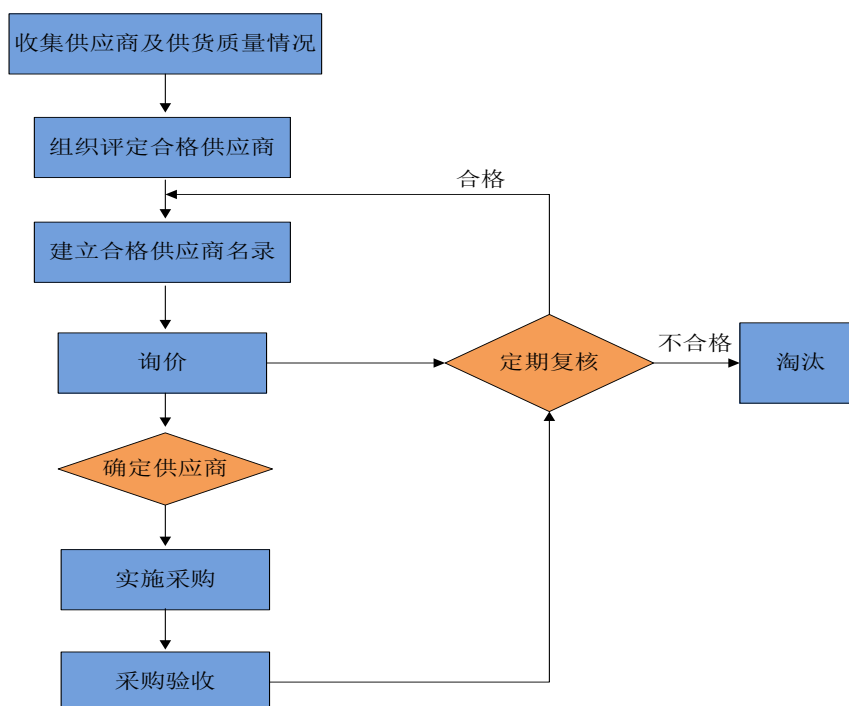 收集供应商及供货质量情况
组织评定合格供应商
合格
建立合格供应商名录
询价
定期复核
不合格
淘汰
确定供应商
实施采购
采购验收